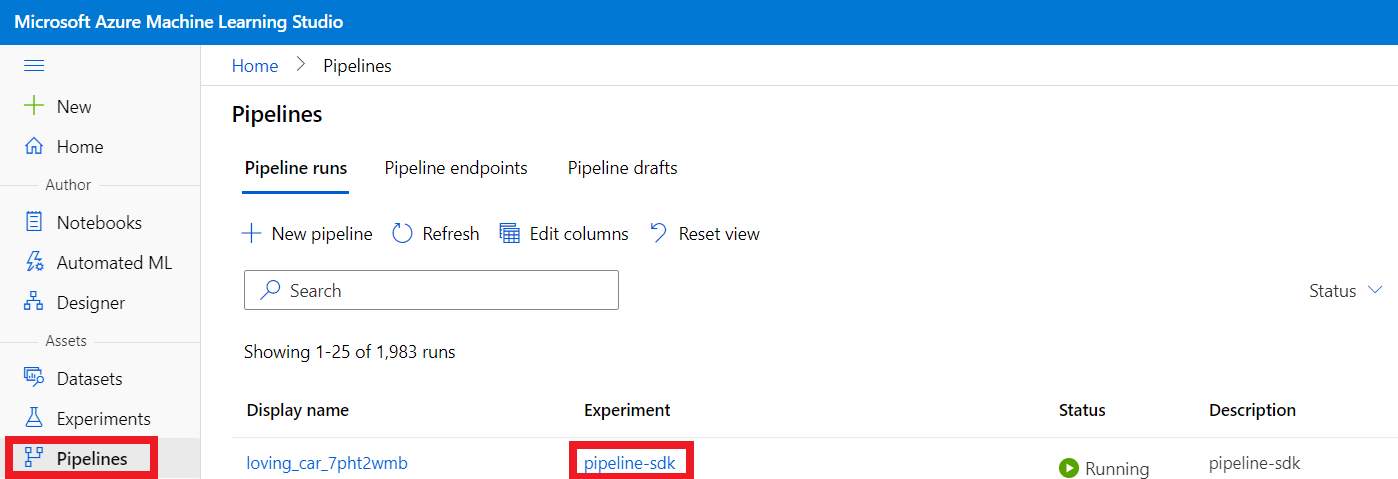 Microsoft Azure Machine Learning Studio
Home > Pipelines
New
Home
Author
Notebooks
Automated ML
Designer
Assets
Datasets
Experiments
Pipelines
Pipelines
Pipeline runs Pipeline endpoints Pipeline drafts
New pipeline Refresh Edit columns Reset view
Search
Status
Showing 1-25 of 1,983 runs
Display name Experiment Status Description
loving_car_7pht2wmb pipeline-sdk Running pipeline-sdk